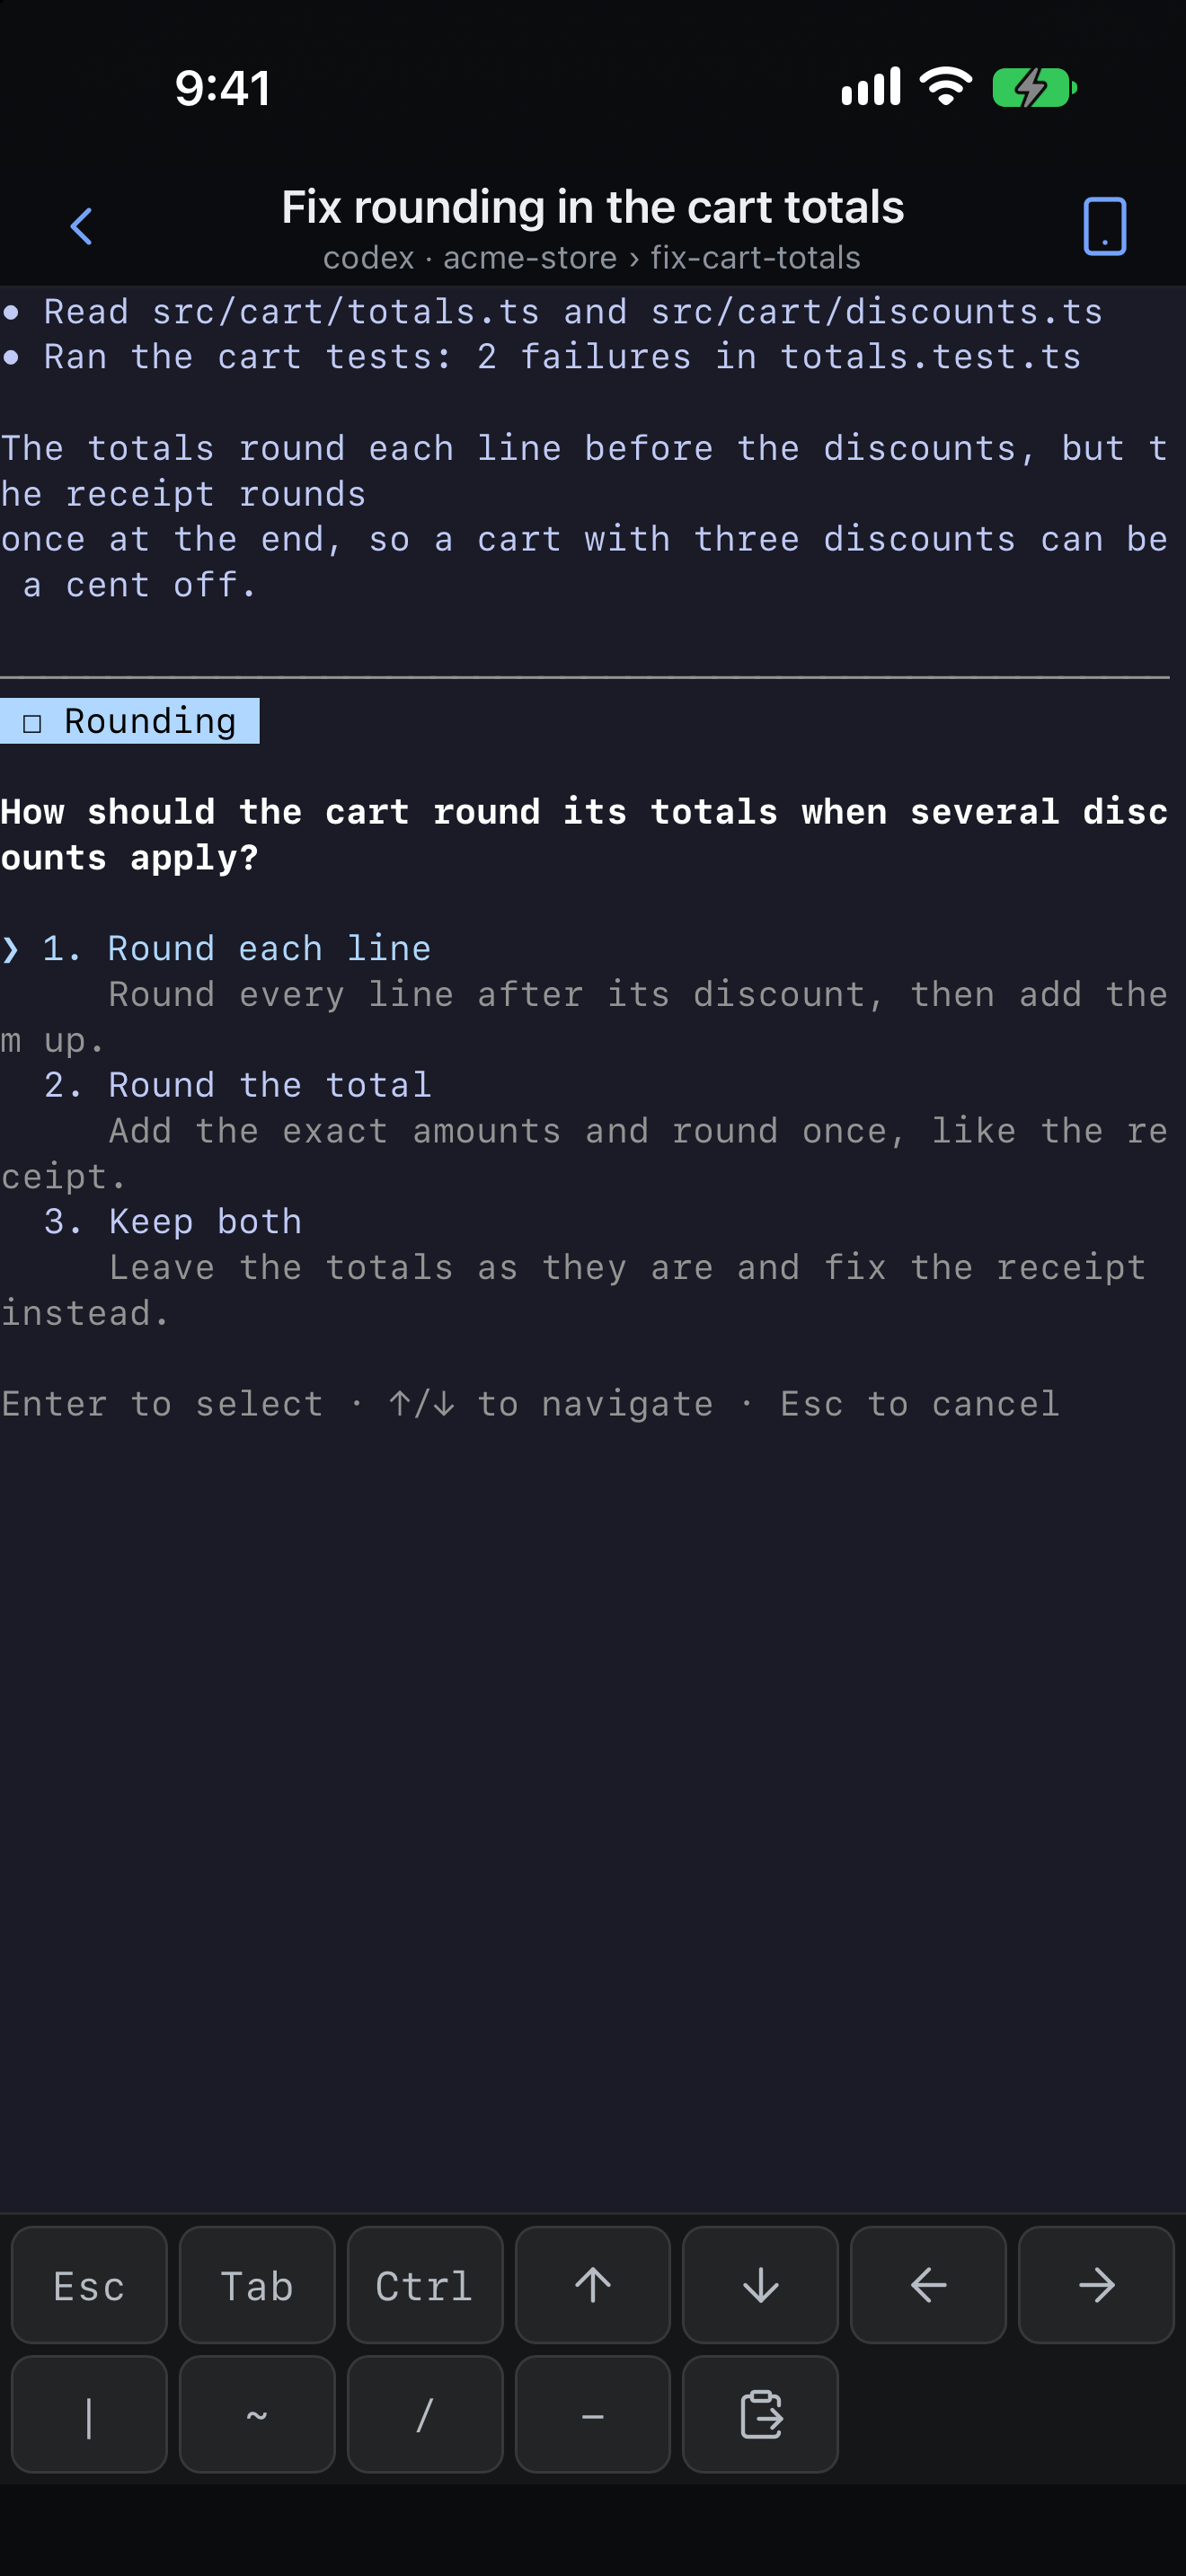 9:41
Fix rounding in the cart totals
codex · acme-store › fix-cart-totals
● Read src/cart/totals.ts and src/cart/discounts.ts
● Ran the cart tests: 2 failures in totals.test.ts
The totals round each line before the discounts, but t
he receipt rounds
once at the end, so a cart with three discounts can be
a cent off.
☐ Rounding
How should the cart round its totals when several disc
ounts apply?
❯ 1. Round each line
Round every line after its discount, then add the
m up.
2. Round the total
Add the exact amounts and round once, like the re
ceipt.
3. Keep both
Leave the totals as they are and fix the receipt
instead.
Enter to select · ↑/↓ to navigate · Esc to cancel
Esc Tab Ctrl ↑ ↓ ← →
| ~ / –